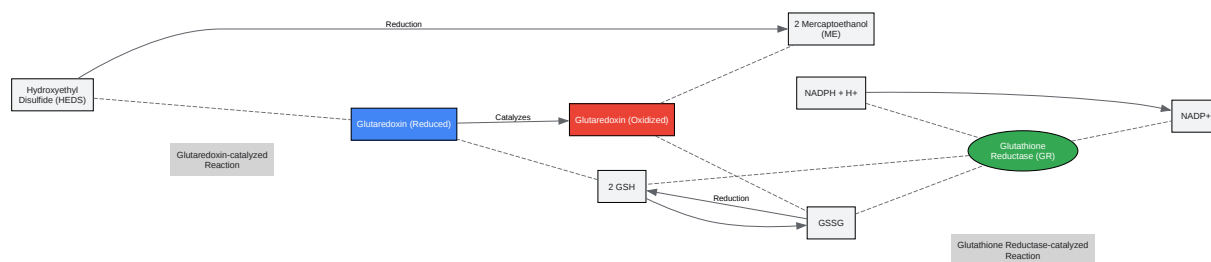 Reduction
2 Mercaptoethanol
(ME)
Hydroxyethyl
Disulfide (HEDS)
NADPH + H+
NADP+
Glutaredoxin (Reduced)
Catalyzes
Glutaredoxin (Oxidized)
Glutathione
Reductase (GR)
Glutaredoxin-catalyzed
Reaction
2 GSH
Reduction
GSSG
Glutathione Reductase-catalyzed
Reaction